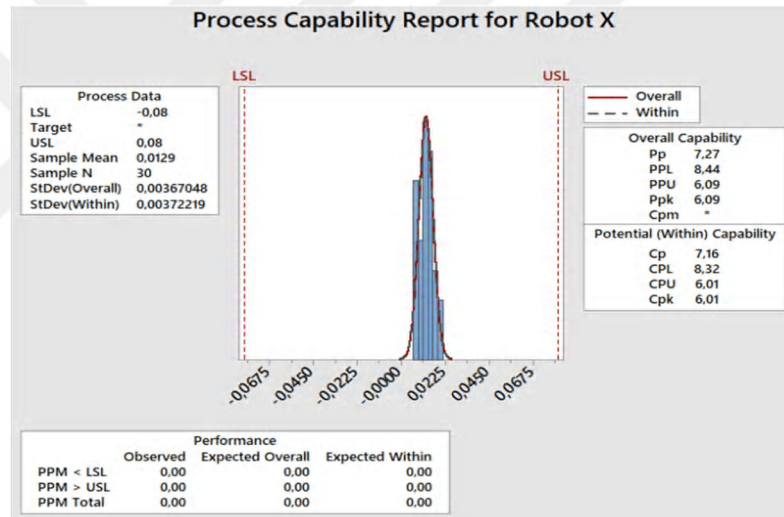 Process Capability Report for Robot X
LSL USL
Process Data
LSL -0,08
Target *
USL 0,08
Sample Mean 0,0129
Sample N 30
StDev(Overall) 0,00367048
StDev(Within) 0,00372219
Overall
Within
Overall Capability
Pp 7,27
PPL 8,44
PPU 6,09
Ppk 6,09
Cpm *
Potential (Within) Capability
Cp 7,16
CPL 8,32
CPU 6,01
Cpk 6,01
-0,0675 -0,0450 -0,0225 -0,0000 0,0225 0,0450 0,0675
Performance
Observed Expected Overall Expected Within
PPM < LSL 0,00 0,00 0,00
PPM > USL 0,00 0,00 0,00
PPM Total 0,00 0,00 0,00